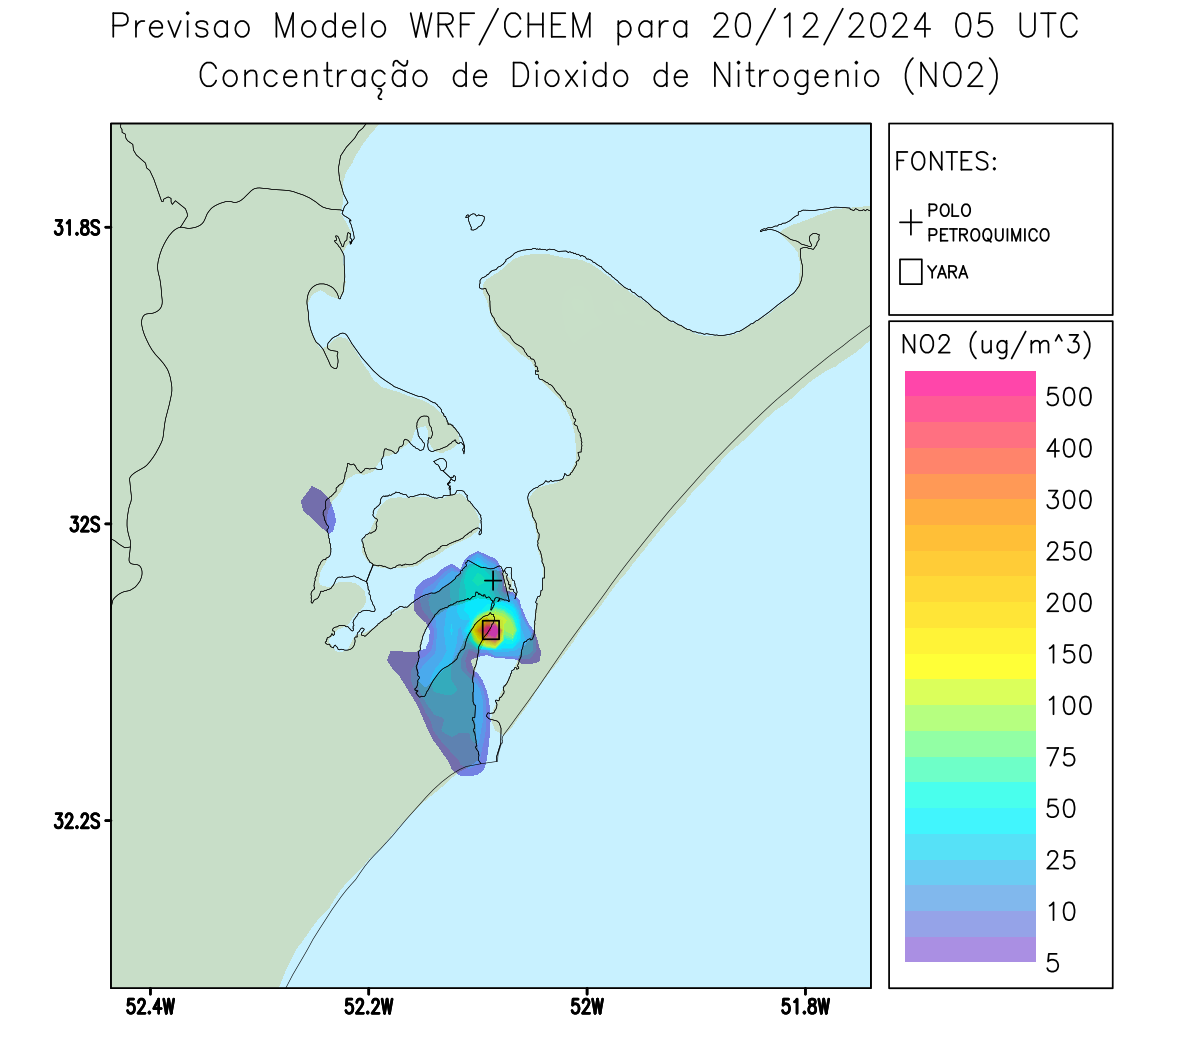 Previsao Modelo WRF/CHEM para 20/12/2024 05 UTC
Concentração de Dioxido de Nitrogenio (NO2)
FONTES:
POLO
PETROQUIMICO
YARA
NO2 (ug/m^3)
500
400
300
250
200
150
100
75
50
25
10
5
31.8S
32S
32.2S
52.4W
52.2W
52W
51.8W